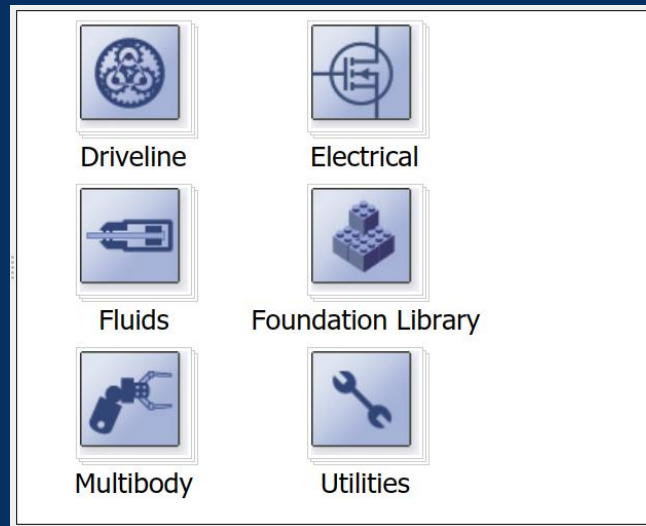 Driveline
Electrical
Fluids
Foundation Library
Multibody
Utilities